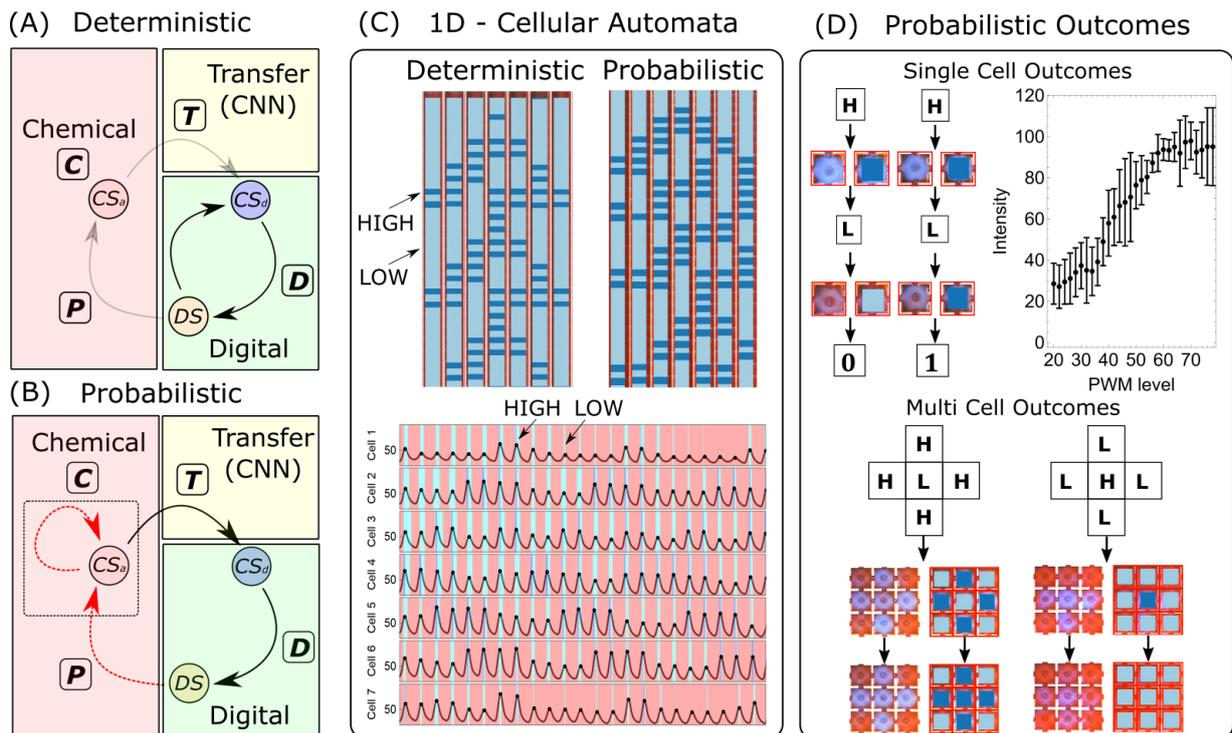 (A) Deterministic
Transfer
(CNN)
T
Chemical
C
CSa
CSd
D
P
DS
Digital
(B) Probabilistic
Chemical
Transfer
(CNN)
C
T
CSa
CSd
D
P
DS
Digital
(C) 1D - Cellular Automata
Deterministic Probabilistic
HIGH
LOW
HIGH LOW
Cell 1
50
Cell 2
50
Cell 3
50
Cell 4
50
Cell 5
50
Cell 6
50
Cell 7
50
(D) Probabilistic Outcomes
Single Cell Outcomes
H H
L L
0 1
Intensity
120
100
80
60
40
20
0
20 30 40 50 60 70
PWM level
Multi Cell Outcomes
H L
H L H L H L
H L